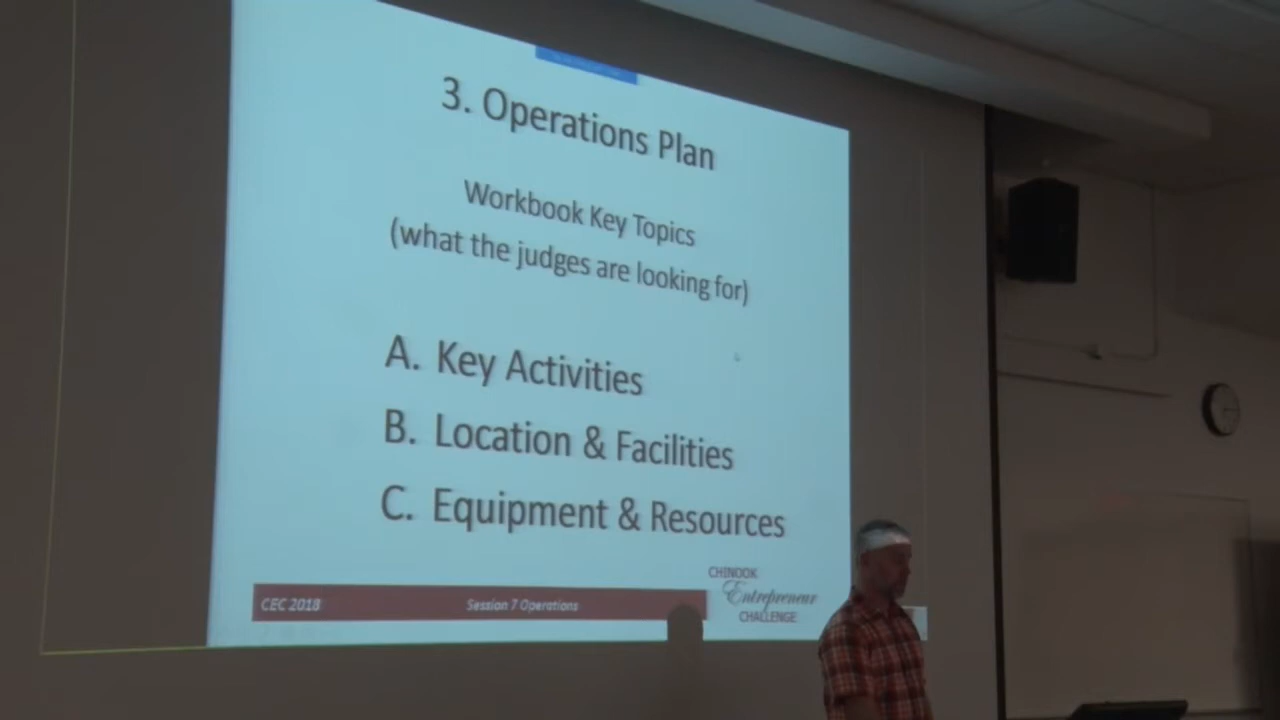 3. Operations Plan
Workbook Key Topics
(what the judges are looking for)
A. Key Activities
B. Location & Facilities
C. Equipment & Resources
CEC 2018
Session 7 Operations
CHINOOK
Entrepreneur
CHALLENGE